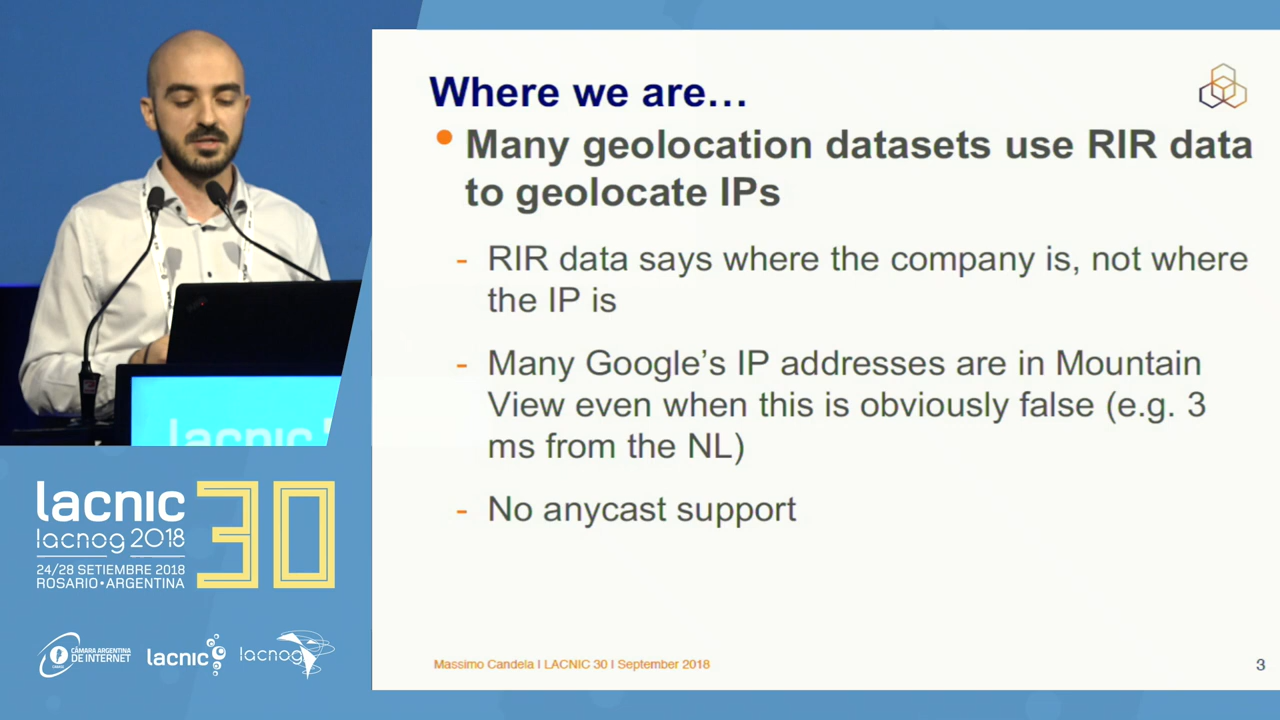 Where we are…
• Many geolocation datasets use RIR data
to geolocate IPs
- RIR data says where the company is, not where
the IP is
- Many Google’s IP addresses are in Mountain
View even when this is obviously false (e.g. 3
ms from the NL)
- No anycast support
Massimo Candela I LACNIC 30 I September 2018
3
lacnic
lacnic 30
lacnog 2018
24/28 SETIEMBRE 2018
ROSARIO•ARGENTINA
CÁMARA ARGENTINA
DE INTERNET
lacnic
lacnog